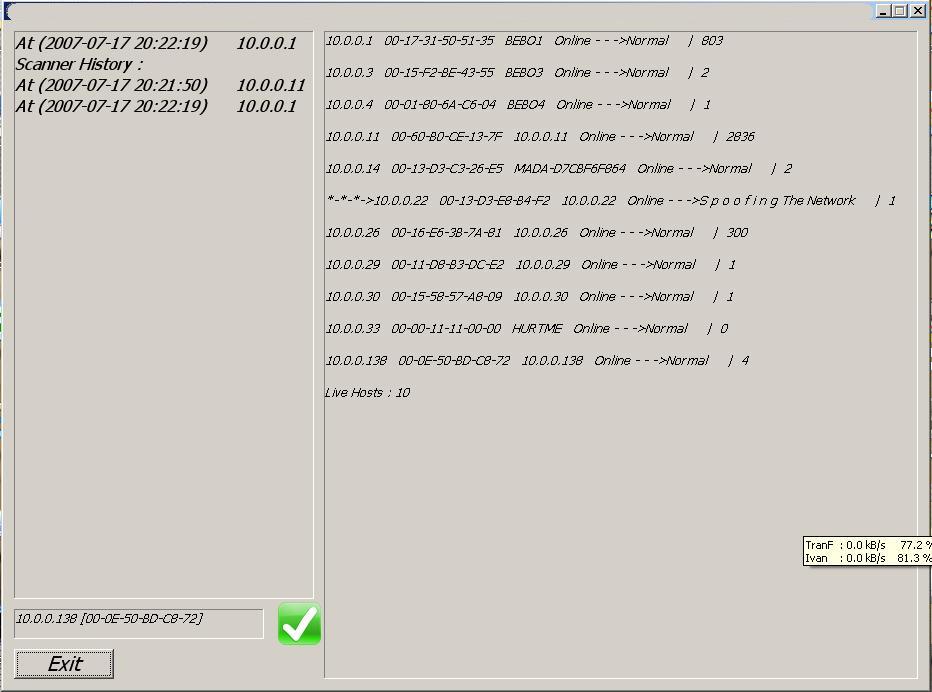 At (2007-07-17 20:22:19) 10.0.0.1
Scanner History :
At (2007-07-17 20:21:50) 10.0.0.11
At (2007-07-17 20:22:19) 10.0.0.1
10.0.0.1 00-17-31-50-51-35 BEBO1 Online - - ->Normal | 803
10.0.0.3 00-15-F2-BE-43-55 BEBO3 Online - - ->Normal | 2
10.0.0.4 00-01-80-6A-C6-04 BEBO4 Online - - ->Normal | 1
10.0.0.11 00-60-B0-CE-13-7F 10.0.0.11 Online - - ->Normal | 2836
10.0.0.14 00-13-D3-C3-26-E5 MADA-D7CBF6F864 Online - - ->Normal | 2
*-*-*->10.0.0.22 00-13-D3-E8-B4-F2 10.0.0.22 Online - - ->S p o o f i n g The Network | 1
10.0.0.26 00-16-E6-3B-7A-81 10.0.0.26 Online - - ->Normal | 300
10.0.0.29 00-11-D8-B3-DC-E2 10.0.0.29 Online - - ->Normal | 1
10.0.0.30 00-15-58-57-A8-09 10.0.0.30 Online - - ->Normal | 1
10.0.0.33 00-00-11-11-00-00 HURTME Online - - ->Normal | 0
10.0.0.138 00-0E-50-BD-C8-72 10.0.0.138 Online - - ->Normal | 4
Live Hosts : 10
TranF : 0.0 kB/s 77.2 %
Ivan : 0.0 kB/s 81.3 %
10.0.0.138 [00-0E-50-BD-C8-72]
Exit